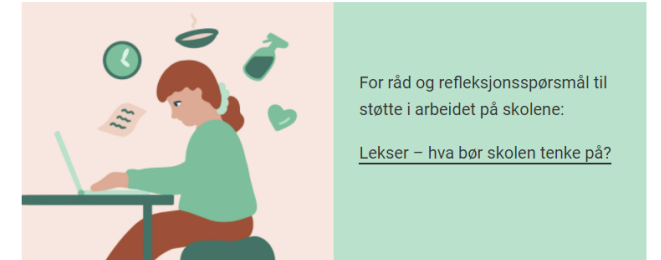 For råd og refleksjonsspørsmål til
støtte i arbeidet på skolene:
Lekser – hva bør skolen tenke på?